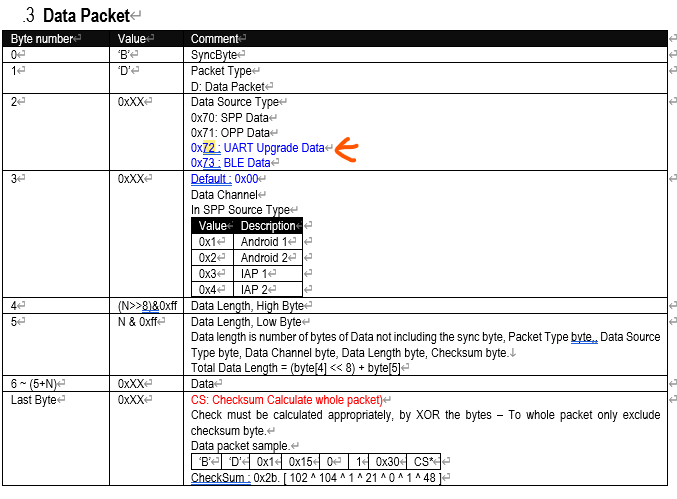 .3 Data Packet
Byte number Value Comment
0 'B' SyncByte
1 'D' Packet Type
D: Data Packet
2 0xXX Data Source Type
0x70: SPP Data
0x71: OPP Data
0x72 : UART Upgrade Data
0x73 : BLE Data
3 0xXX Default : 0x00
Data Channel
In SPP Source Type
Value Description
0x1 Android 1
0x2 Android 2
0x3 IAP 1
0x4 IAP 2
4 (N>>8)&0xff Data Length, High Byte
5 N & 0xff Data Length, Low Byte
Data length is number of bytes of Data not including the sync byte, Packet Type byte,, Data Source
Type byte, Data Channel byte, Data Length byte, Checksum byte.
Total Data Length = (byte[4] << 8) + byte[5]
6 ~ (5+N) 0xXX Data
Last Byte 0xXX CS: Checksum Calculate whole packet)
Check must be calculated appropriately, by XOR the bytes – To whole packet only exclude
checksum byte.
Data packet sample.
'B' 'D' 0x1 0x15 0 1 0x30 CS*
CheckSum : 0x2b. [ 102 ^ 104 ^ 1 ^ 21 ^ 0 ^ 1 ^ 48 ]